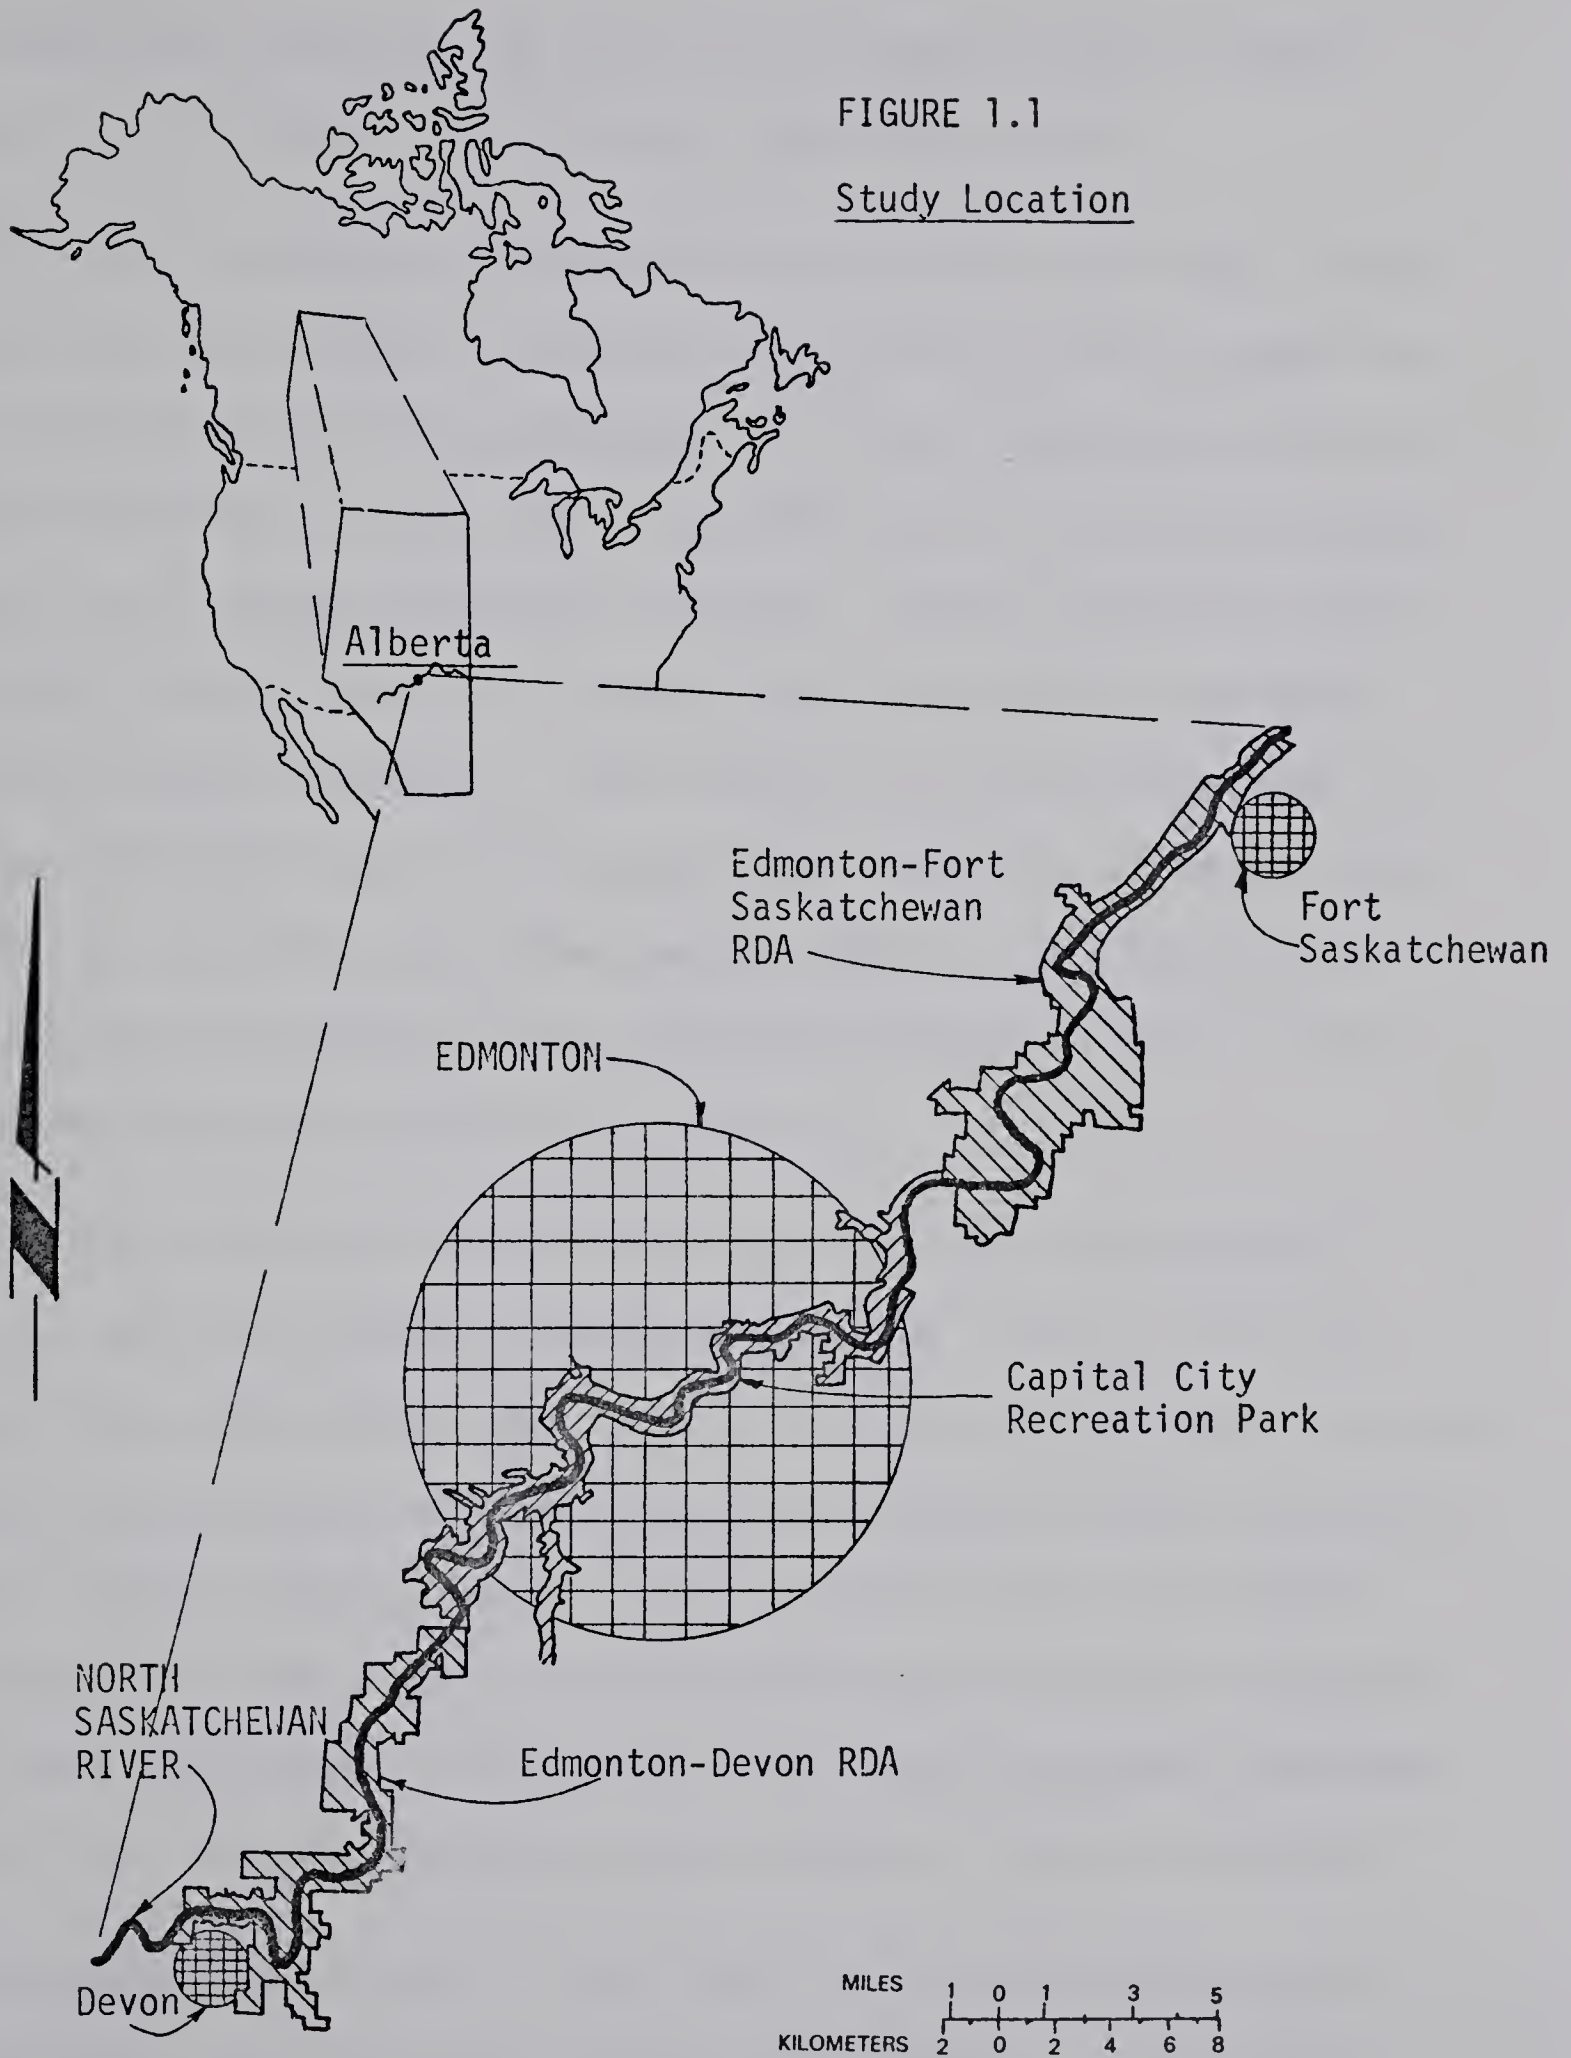 FIGURE 1.1
Study Location
Alberta
Edmonton-Fort
Saskatchewan
RDA
Fort
Saskatchewan
EDMONTON
Capital City
Recreation Park
NORTH
SASKATCHEWAN
RIVER
Edmonton-Devon RDA
Devon
MILES 1 0 1 3 5
KILOMETERS 2 0 2 4 6 8